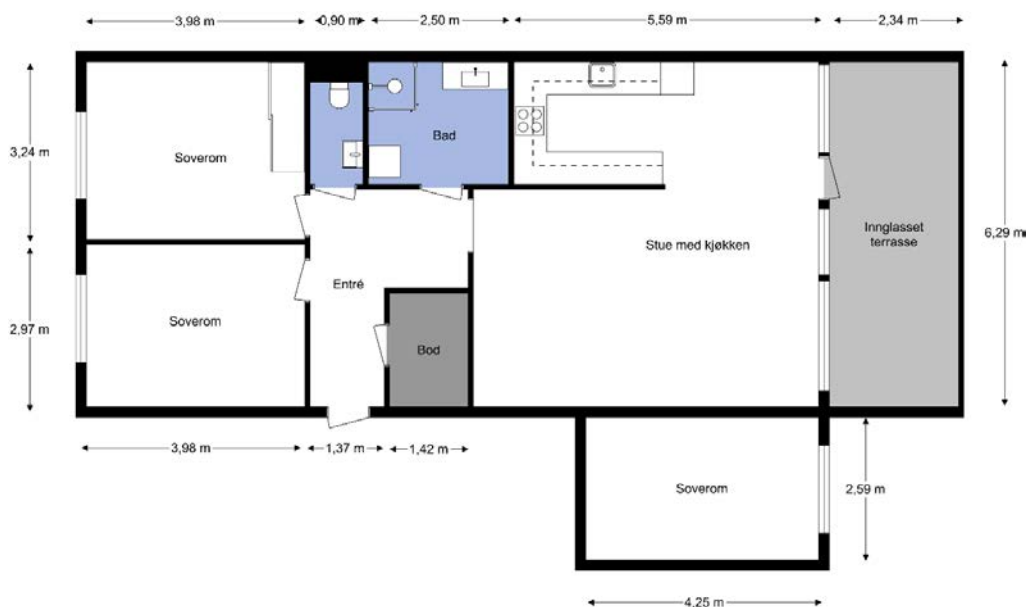 3,98 m
0,90 m
2,50 m
5,59 m
2,34 m
3,24 m
Soverom
Bad
Stue med kjøkken
Innglasset
terrasse
6,29 m
Entré
2,97 m
Soverom
Bod
3,98 m
1,37 m
1,42 m
Soverom
2,59 m
4,25 m